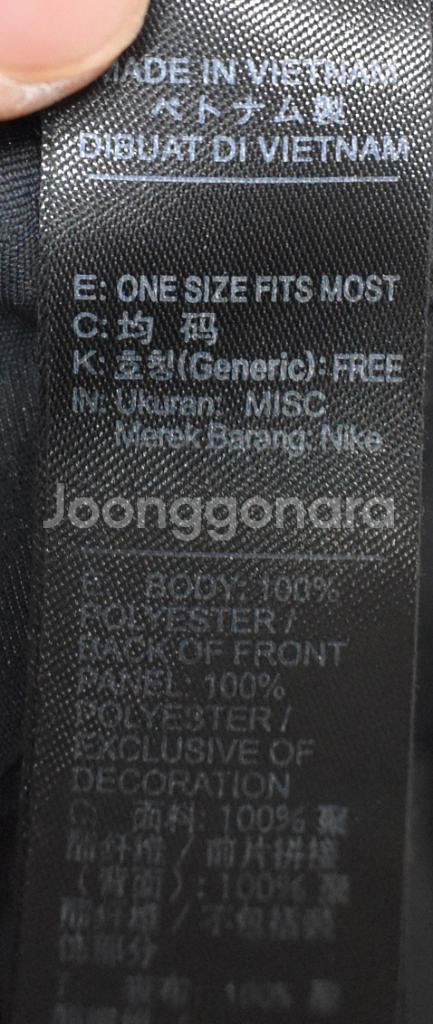 MADE IN VIETNAM
ベトナム製
DIBUAT DI VIETNAM
E: ONE SIZE FITS MOST
C: 均 码
K: 호칭(Generic): FREE
IN: Ukuran: MISC
Merek Barang: Nike
Joonggonara
E: BODY: 100%
POLYESTER /
BACK OF FRONT
PANEL: 100%
POLYESTER /
EXCLUSIVE OF
DECORATION
C: 面料: 100% 聚
酯纤维 / 前片拼接
(背面): 100% 聚
酯纤维 / 不包括装
饰部分
100%